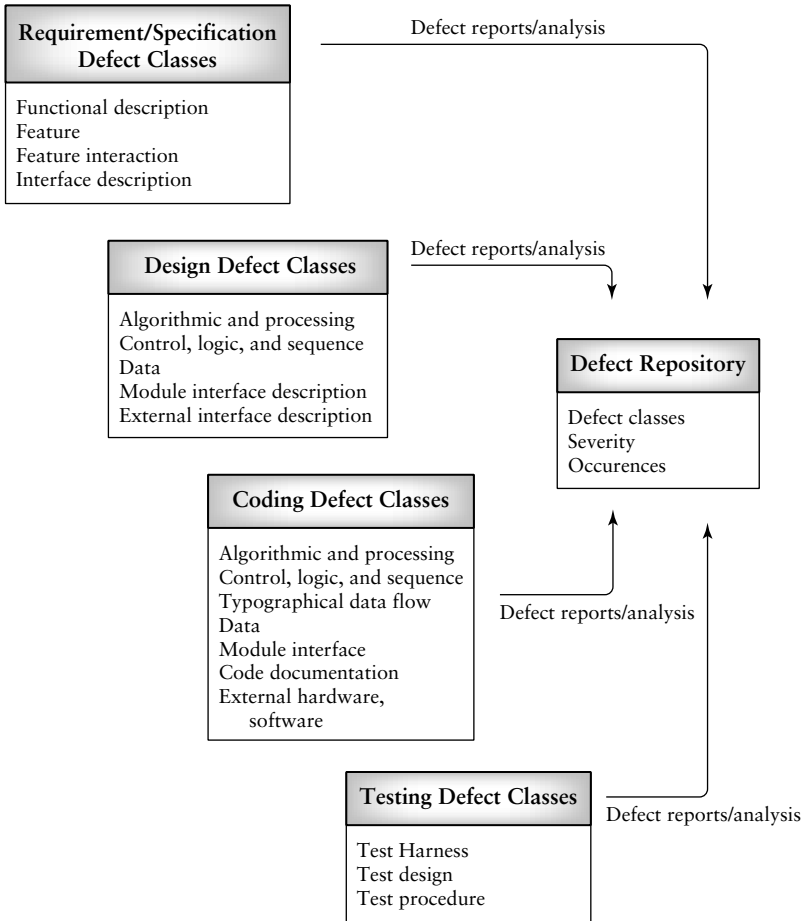 Requirement/Specification
Defect Classes
Functional description
Feature
Feature interaction
Interface description
Defect reports/analysis
Design Defect Classes
Algorithmic and processing
Control, logic, and sequence
Data
Module interface description
External interface description
Defect reports/analysis
Defect Repository
Defect classes
Severity
Occurences
Coding Defect Classes
Algorithmic and processing
Control, logic, and sequence
Typographical data flow
Data
Module interface
Code documentation
External hardware,
software
Defect reports/analysis
Testing Defect Classes
Test Harness
Test design
Test procedure
Defect reports/analysis